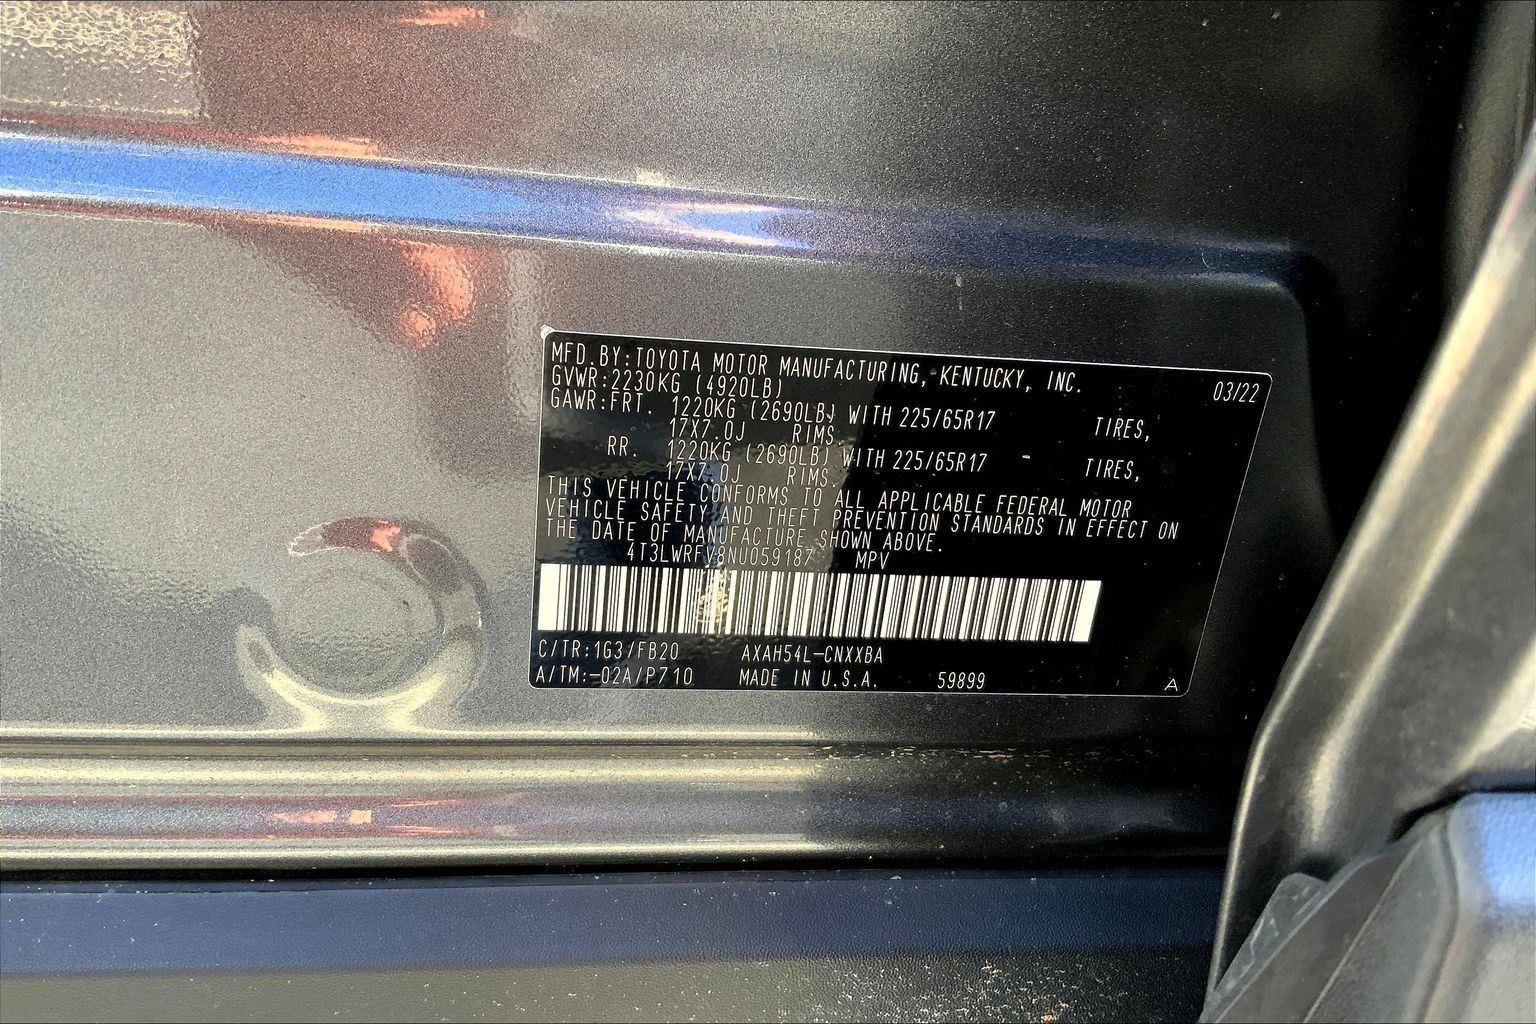 MFD.BY:TOYOTA MOTOR MANUFACTURING, KENTUCKY, INC. 03/22
GVWR:2230KG (4920LB)
GAWR:FRT. 1220KG (2690LB) WITH 225/65R17 TIRES,
17X7.0J RIMS.
RR. 1220KG (2690LB) WITH 225/65R17 TIRES,
17X7.0J RIMS.
THIS VEHICLE CONFORMS TO ALL APPLICABLE FEDERAL MOTOR
VEHICLE SAFETY AND THEFT PREVENTION STANDARDS IN EFFECT ON
THE DATE OF MANUFACTURE SHOWN ABOVE.
4T3LWRFV8NU059187 MPV
C/TR:1G3/FB20 AXAH54L-CNXXBA
A/TM:-02A/P710 MADE IN U.S.A. 59899 A